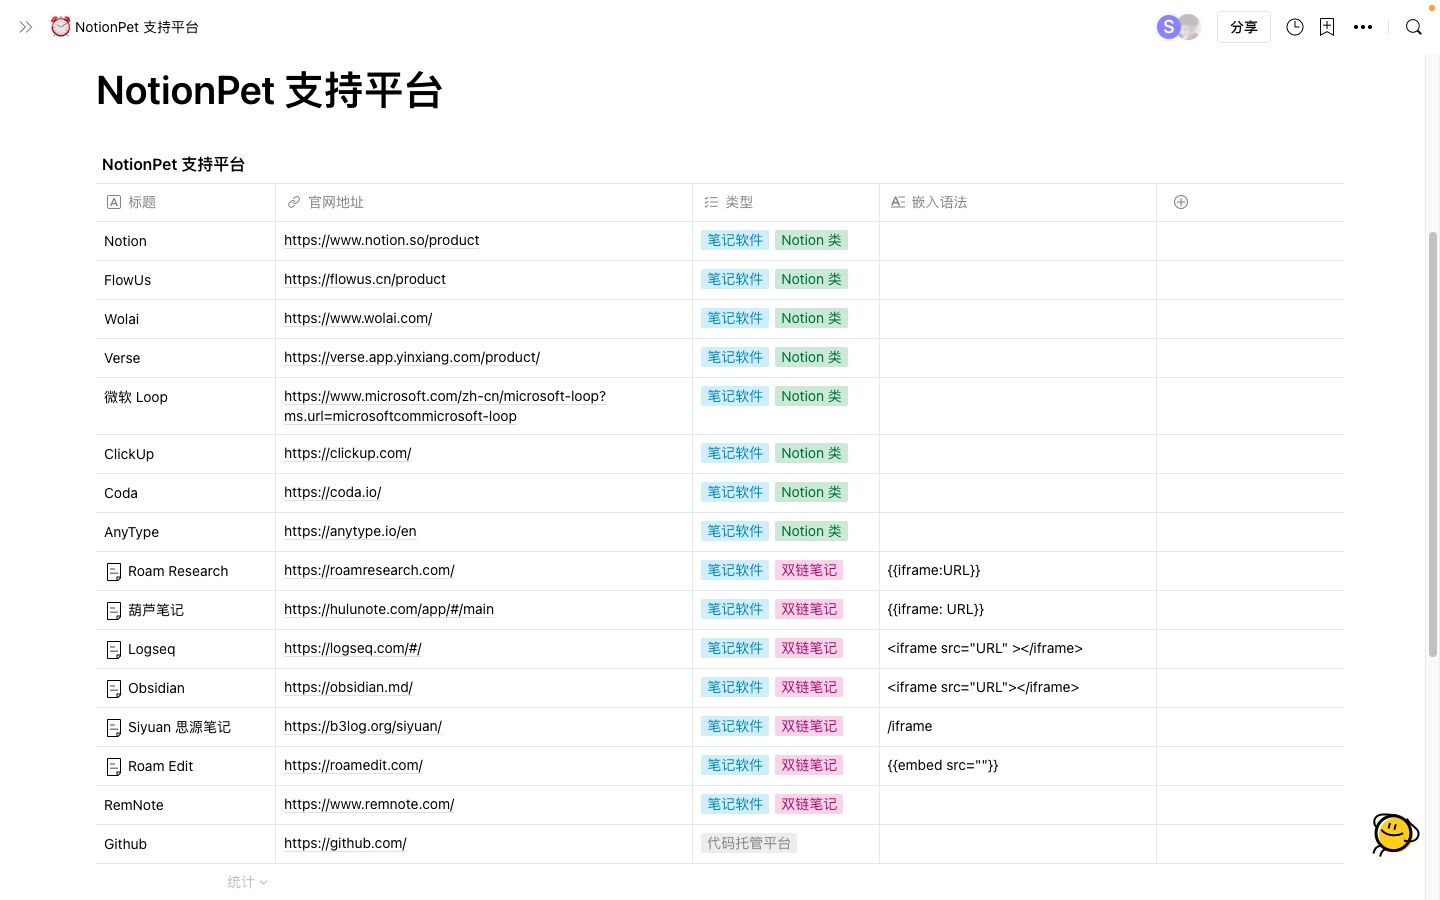 NotionPet 支持平台
S
分享
NotionPet 支持平台
NotionPet 支持平台
标题 官网地址 类型 嵌入语法
Notion https://www.notion.so/product 笔记软件 Notion 类
FlowUs https://flowus.cn/product 笔记软件 Notion 类
Wolai https://www.wolai.com/ 笔记软件 Notion 类
Verse https://verse.app.yinxiang.com/product/ 笔记软件 Notion 类
微软 Loop https://www.microsoft.com/zh-cn/microsoft-loop? 笔记软件 Notion 类
ms.url=microsoftcommicrosoft-loop
ClickUp https://clickup.com/ 笔记软件 Notion 类
Coda https://coda.io/ 笔记软件 Notion 类
AnyType https://anytype.io/en 笔记软件 Notion 类
Roam Research https://roamresearch.com/ 笔记软件 双链笔记 {{iframe:URL}}
葫芦笔记 https://hulunote.com/app/#/main 笔记软件 双链笔记 {{iframe: URL}}
Logseq https://logseq.com/#/ 笔记软件 双链笔记 <iframe src="URL" ></iframe>
Obsidian https://obsidian.md/ 笔记软件 双链笔记 <iframe src="URL"></iframe>
Siyuan 思源笔记 https://b3log.org/siyuan/ 笔记软件 双链笔记 /iframe
Roam Edit https://roamedit.com/ 笔记软件 双链笔记 {{embed src=""}}
RemNote https://www.remnote.com/ 笔记软件 双链笔记
Github https://github.com/ 代码托管平台
统计